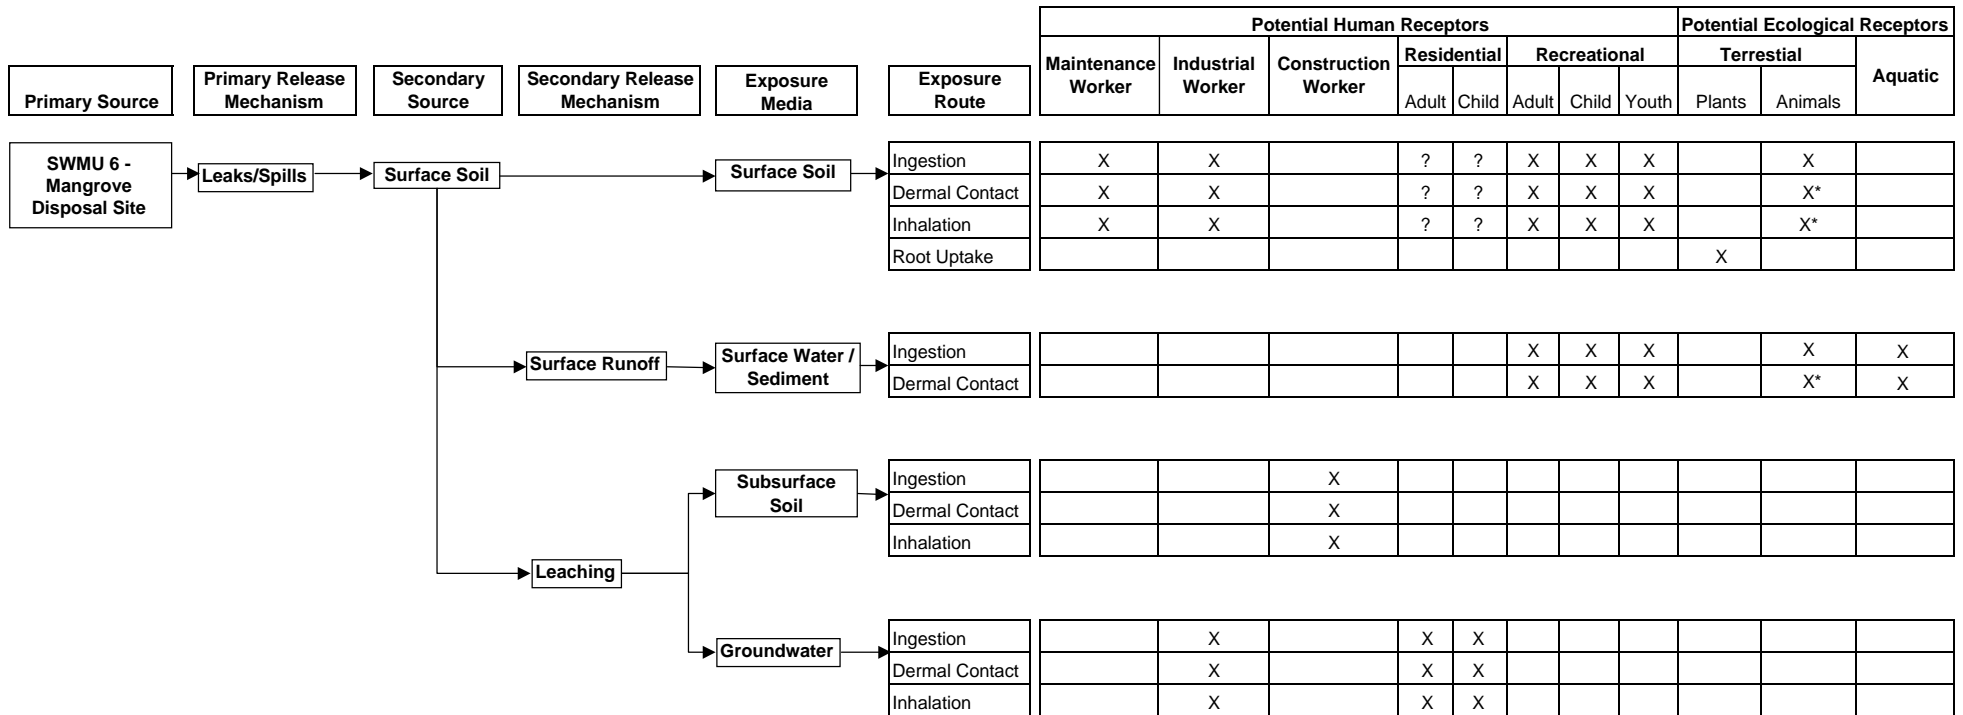 Potential Human Receptors Potential Ecological Receptors
Maintenance Worker Industrial Worker Construction Worker Residential Recreational Terrestial Aquatic
Adult Child Adult Child Youth Plants Animals
Primary Source
Primary Release
Mechanism
Secondary
Source
Secondary Release
Mechanism
Exposure
Media
Exposure
Route
SWMU 6 -
Mangrove
Disposal Site
Leaks/Spills
Surface Soil
Surface Soil
Ingestion X X ? ? X X X X
Dermal Contact X X ? ? X X X X*
Inhalation X X ? ? X X X X*
Root Uptake X
Surface Runoff
Surface Water /
Sediment
Ingestion X X X X X
Dermal Contact X X X X* X
Subsurface
Soil
Ingestion X
Dermal Contact X
Inhalation X
Leaching
Groundwater
Ingestion X X X
Dermal Contact X X X
Inhalation X X X